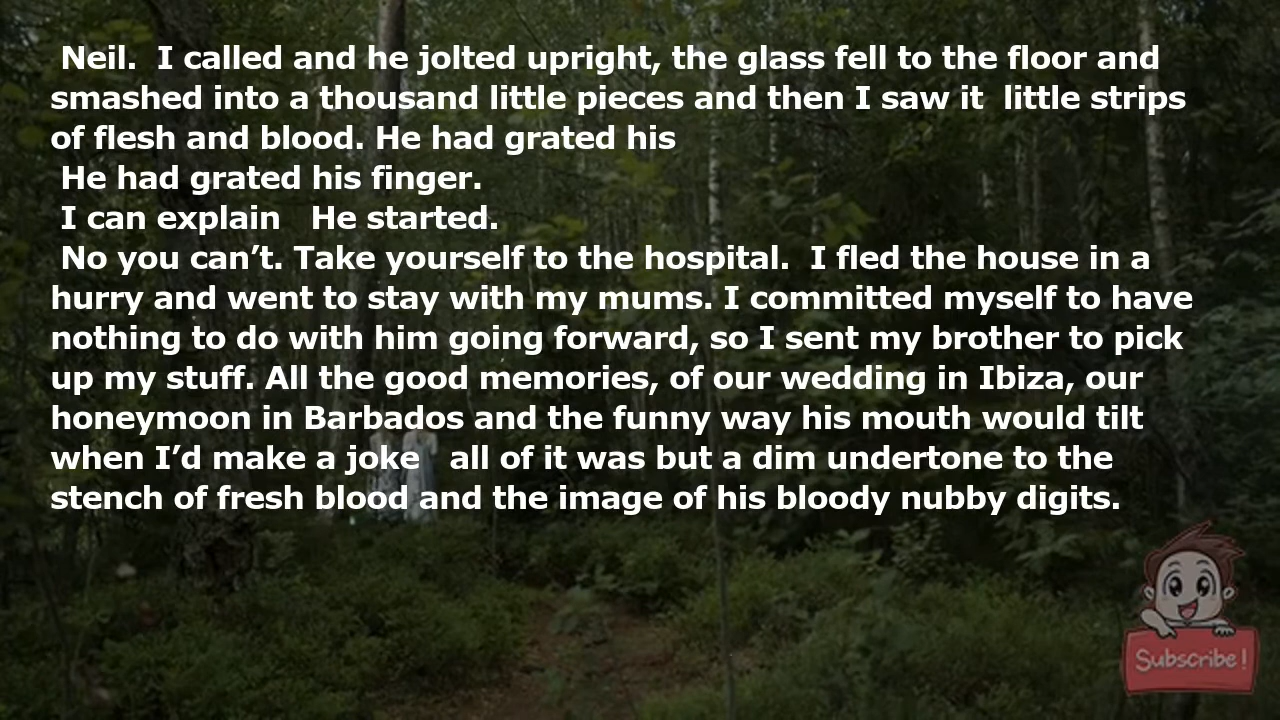 Neil.  I called and he jolted upright, the glass fell to the floor and
smashed into a thousand little pieces and then I saw it  little strips
of flesh and blood. He had grated his
He had grated his finger.
I can explain   He started.
No you can’t. Take yourself to the hospital.  I fled the house in a
hurry and went to stay with my mums. I committed myself to have
nothing to do with him going forward, so I sent my brother to pick
up my stuff. All the good memories, of our wedding in Ibiza, our
honeymoon in Barbados and the funny way his mouth would tilt
when I’d make a joke   all of it was but a dim undertone to the
stench of fresh blood and the image of his bloody nubby digits.
Subscribe!